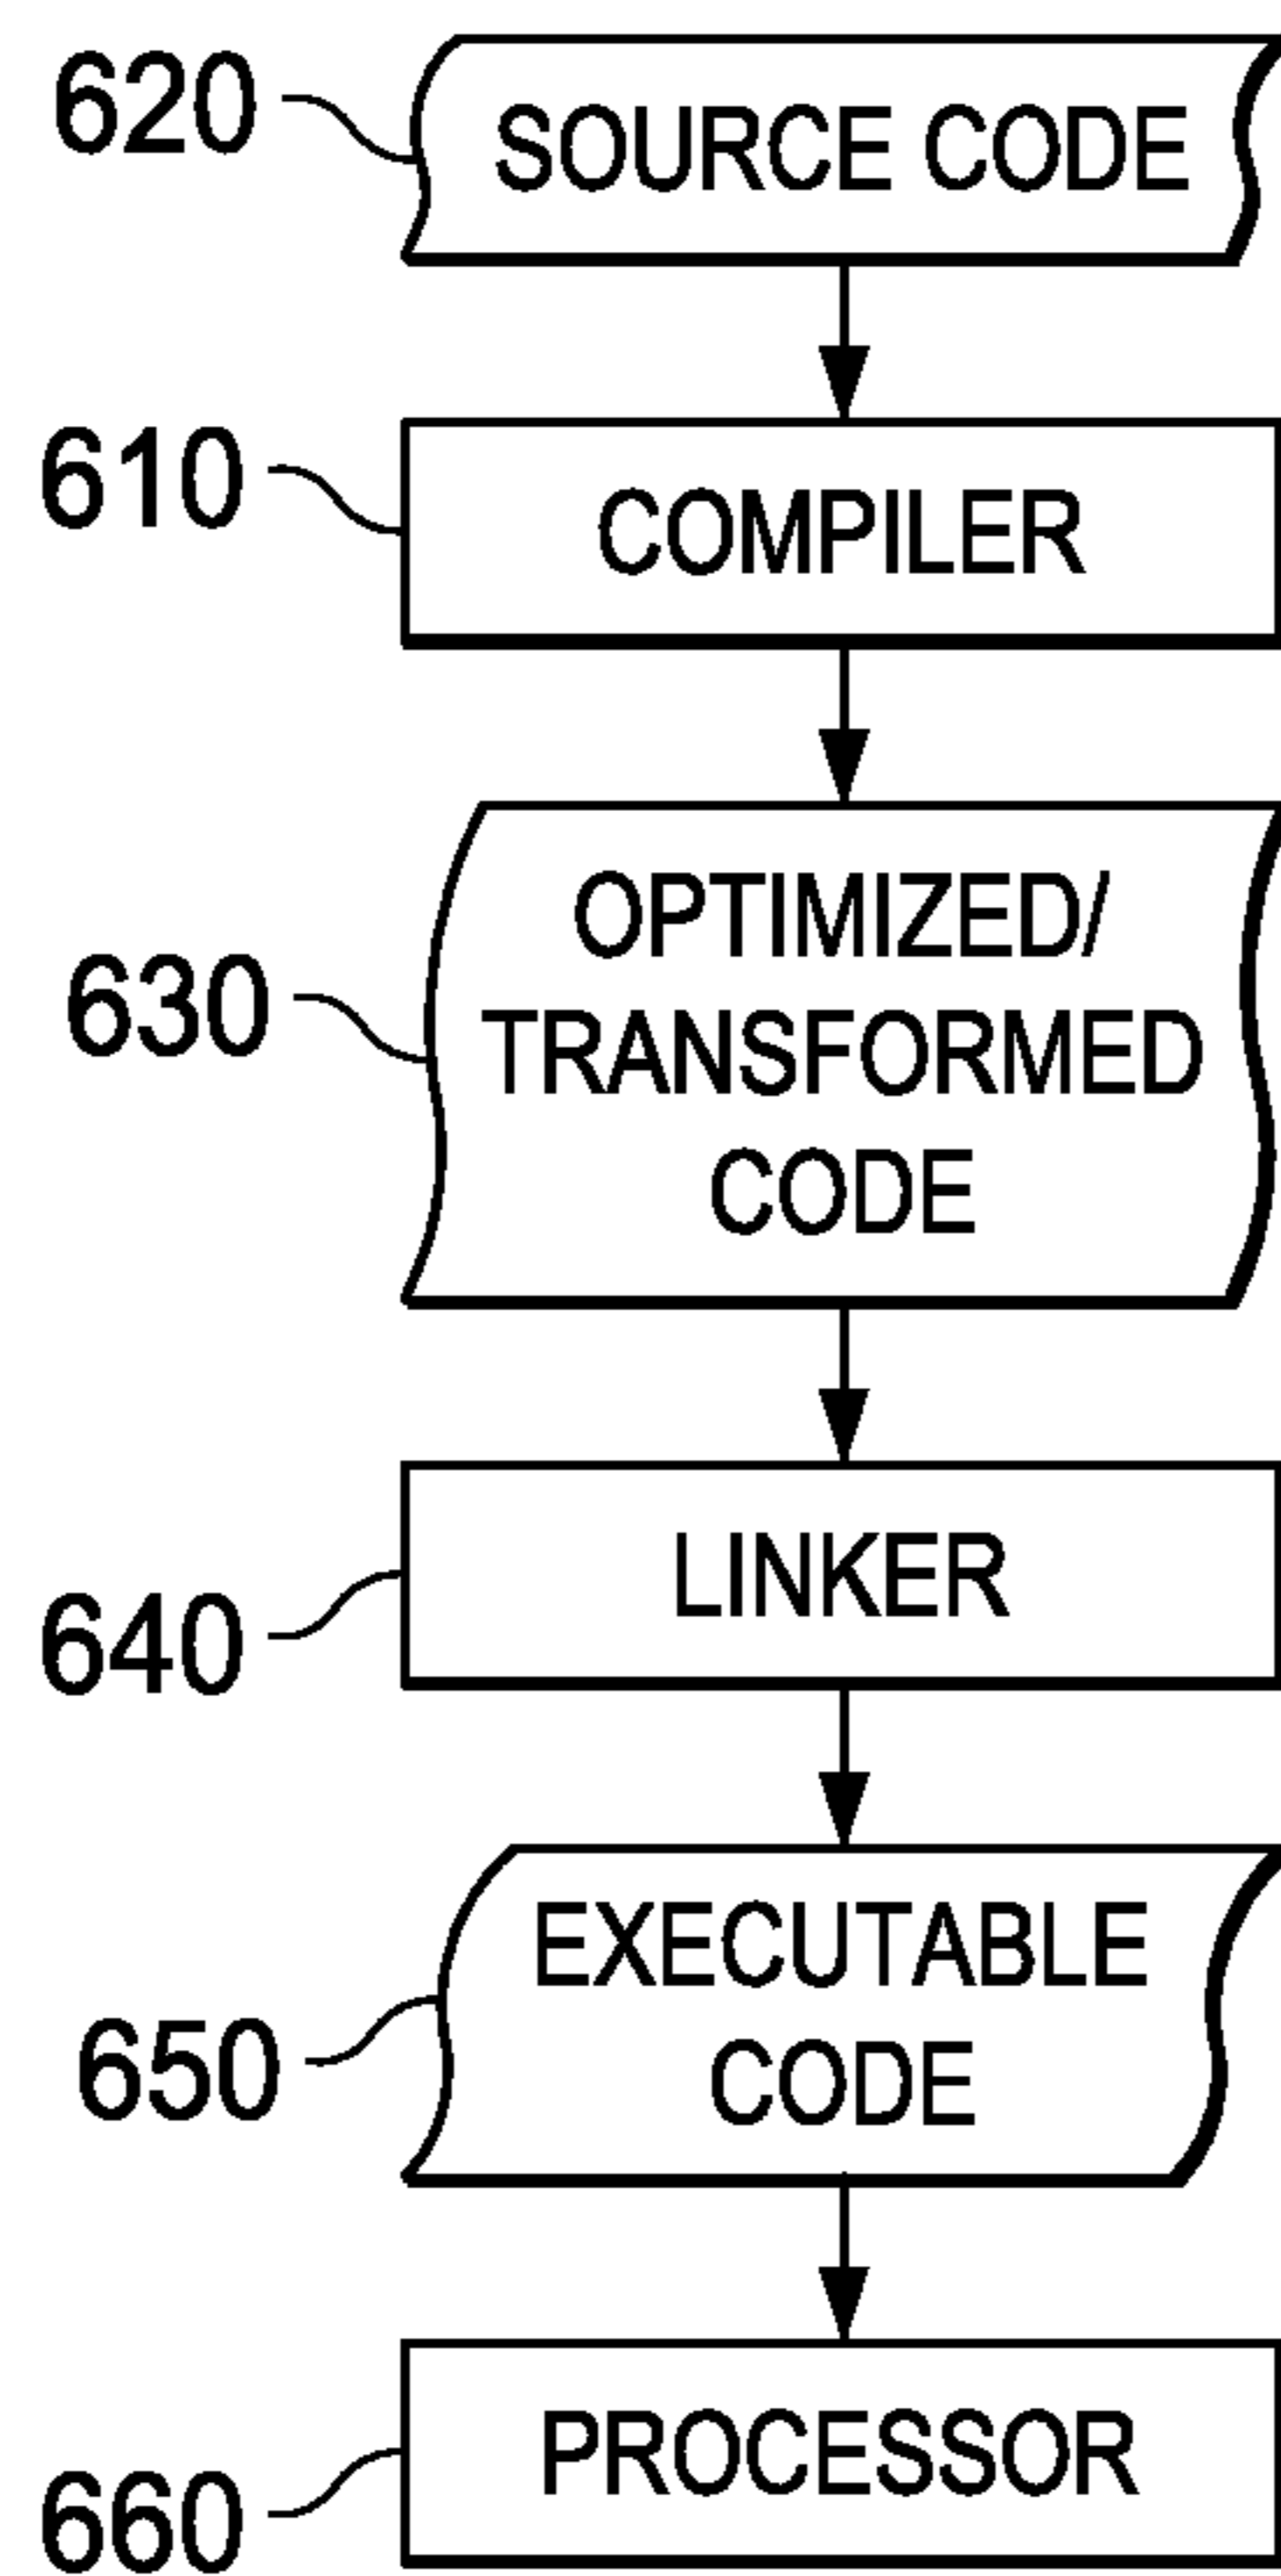 620
SOURCE CODE
610
COMPILER
OPTIMIZED/
630
TRANSFORMED
CODE
LINKER
640
EXECUTABLE
650
CODE
PROCESSOR
660